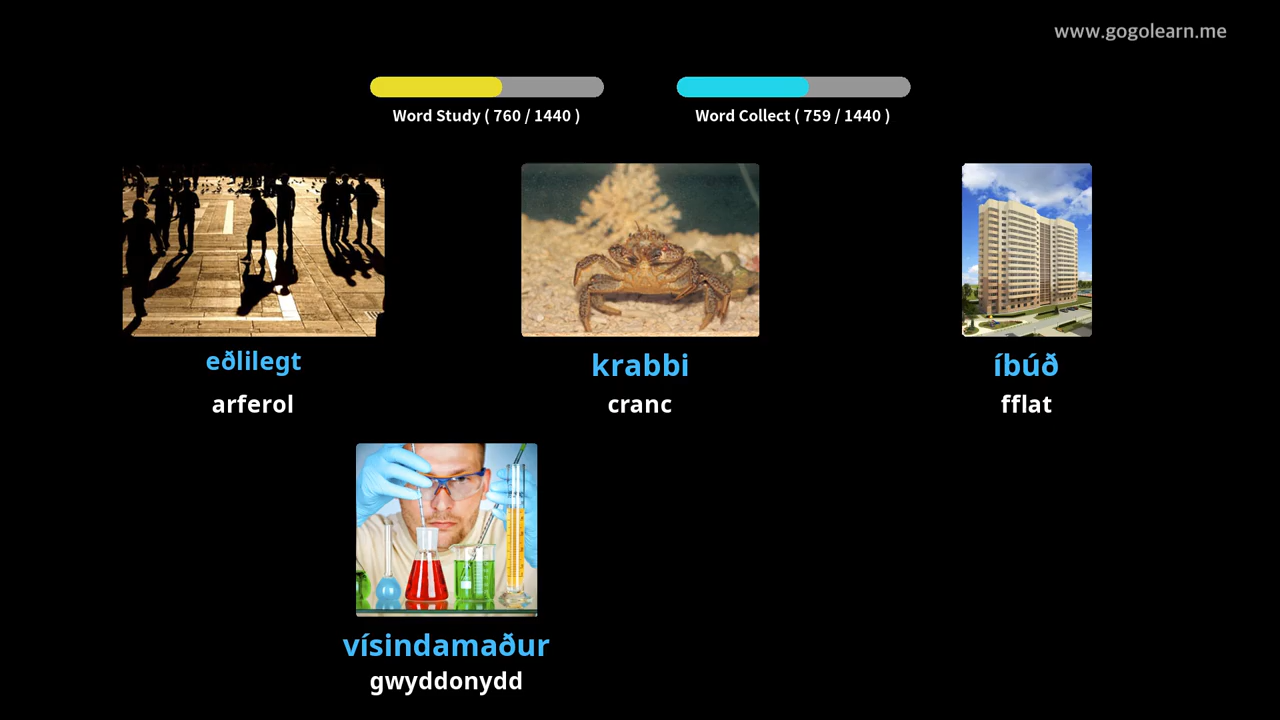 www.gogolearn.me
Word Study ( 760 / 1440 )
Word Collect ( 759 / 1440 )
eðlilegt
krabbi
íbúð
arferol
cranc
fflat
vísindamaður
gwyddonydd